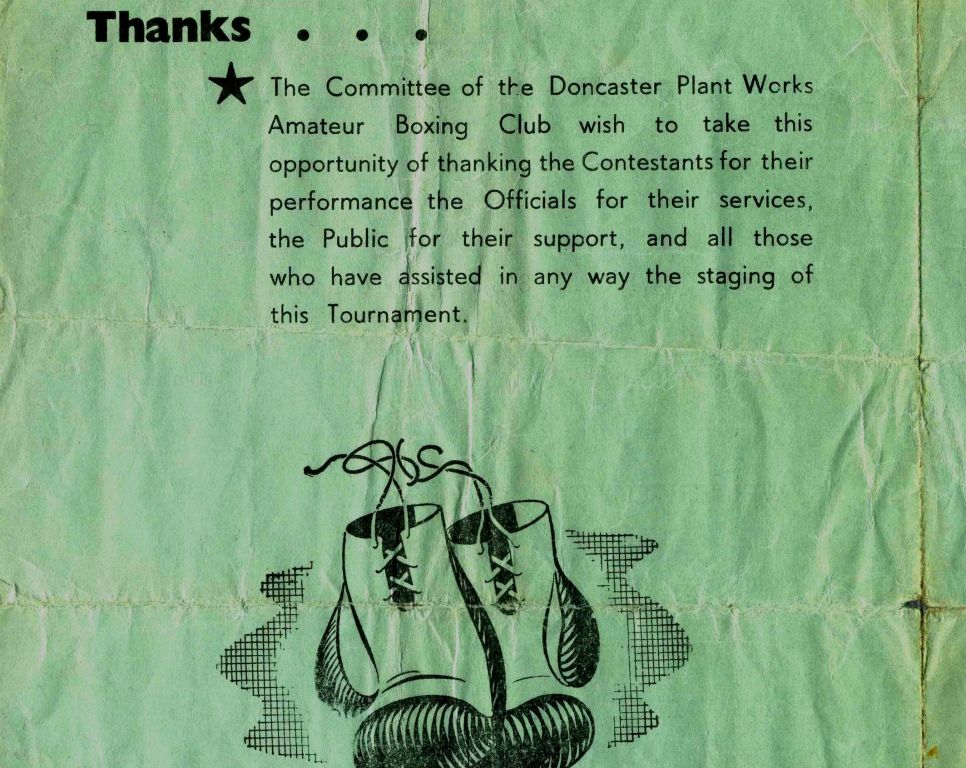 Thanks . . .
★ The Committee of the Doncaster Plant Works
Amateur Boxing Club wish to take this
opportunity of thanking the Contestants for their
performance the Officials for their services,
the Public for their support, and all those
who have assisted in any way the staging of
this Tournament.